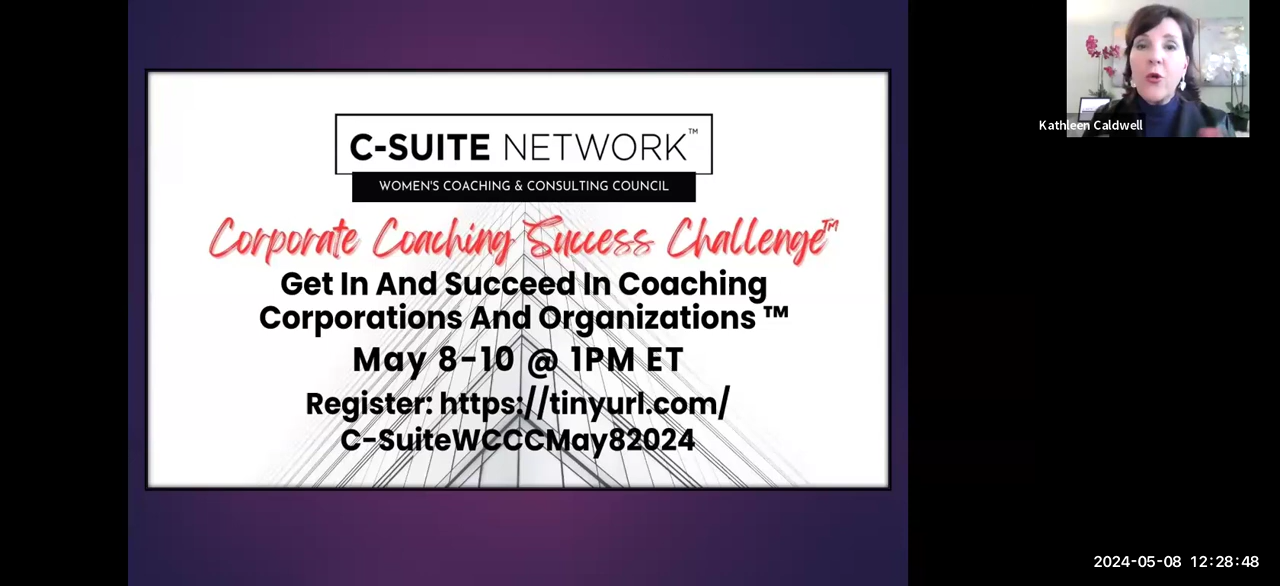 C-SUITE NETWORK™
WOMEN'S COACHING & CONSULTING COUNCIL
Corporate Coaching Success Challenge™
Get In And Succeed In Coaching
Corporations And Organizations ™
May 8-10 @ 1PM ET
Register: https://tinyurl.com/
C-SuiteWCCCMay82024
Kathleen Caldwell
2024-05-08 12:28:48